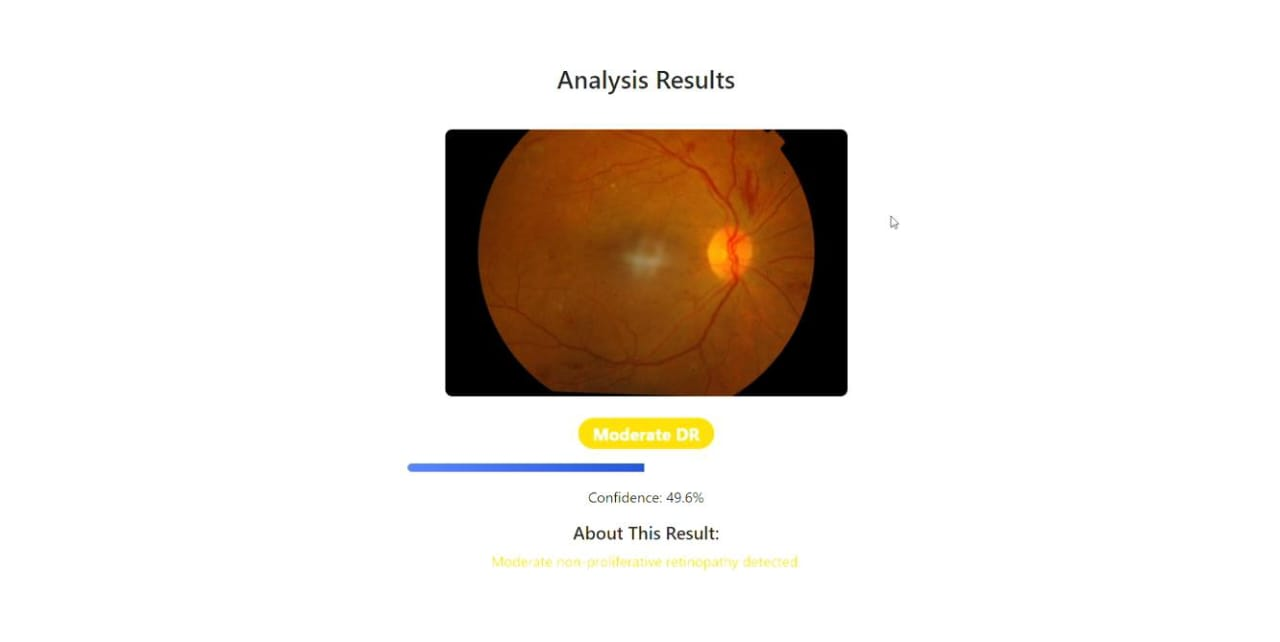 Analysis Results
Moderate DR
Confidence: 49.6%
About This Result:
Moderate non-proliferative retinopathy detected